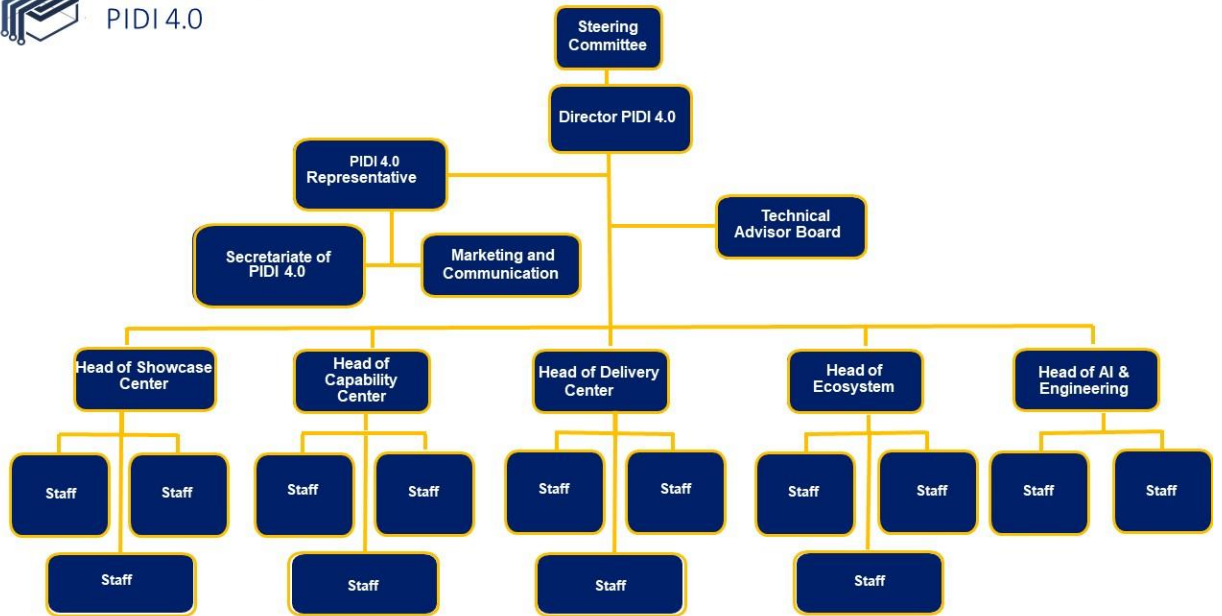 PIDI 4.0
Steering
Committee
Director PIDI 4.0
PIDI 4.0
Representative
Technical
Advisor Board
Secretariate of
PIDI 4.0
Marketing and
Communication
Head of Showcase
Center
Head of
Capability
Center
Head of Delivery
Center
Head of
Ecosystem
Head of AI &
Engineering
Staff
Staff
Staff
Staff
Staff
Staff
Staff
Staff
Staff
Staff
Staff
Staff
Staff
Staff